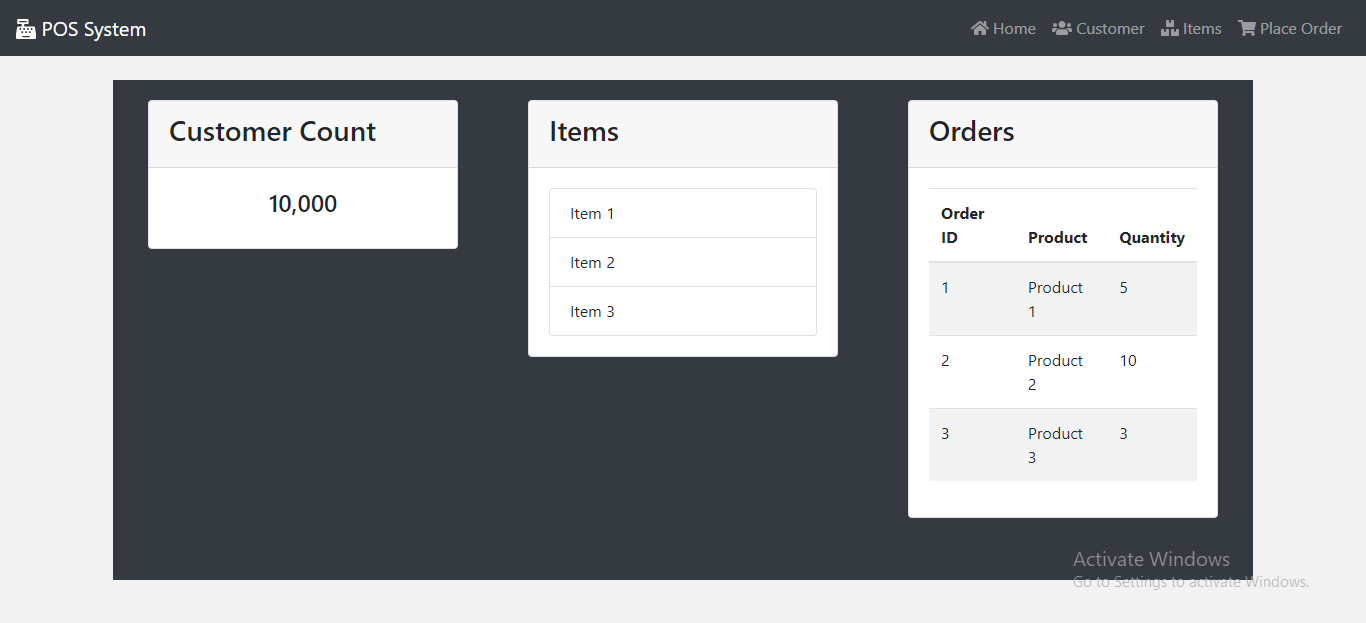 POS System
Home Customer Items Place Order
Customer Count
10,000
Items
Item 1
Item 2
Item 3
Orders
Order
ID Product Quantity
1 Product 5
1
2 Product 10
2
3 Product 3
3
Activate Windows
Go to Settings to activate Windows.